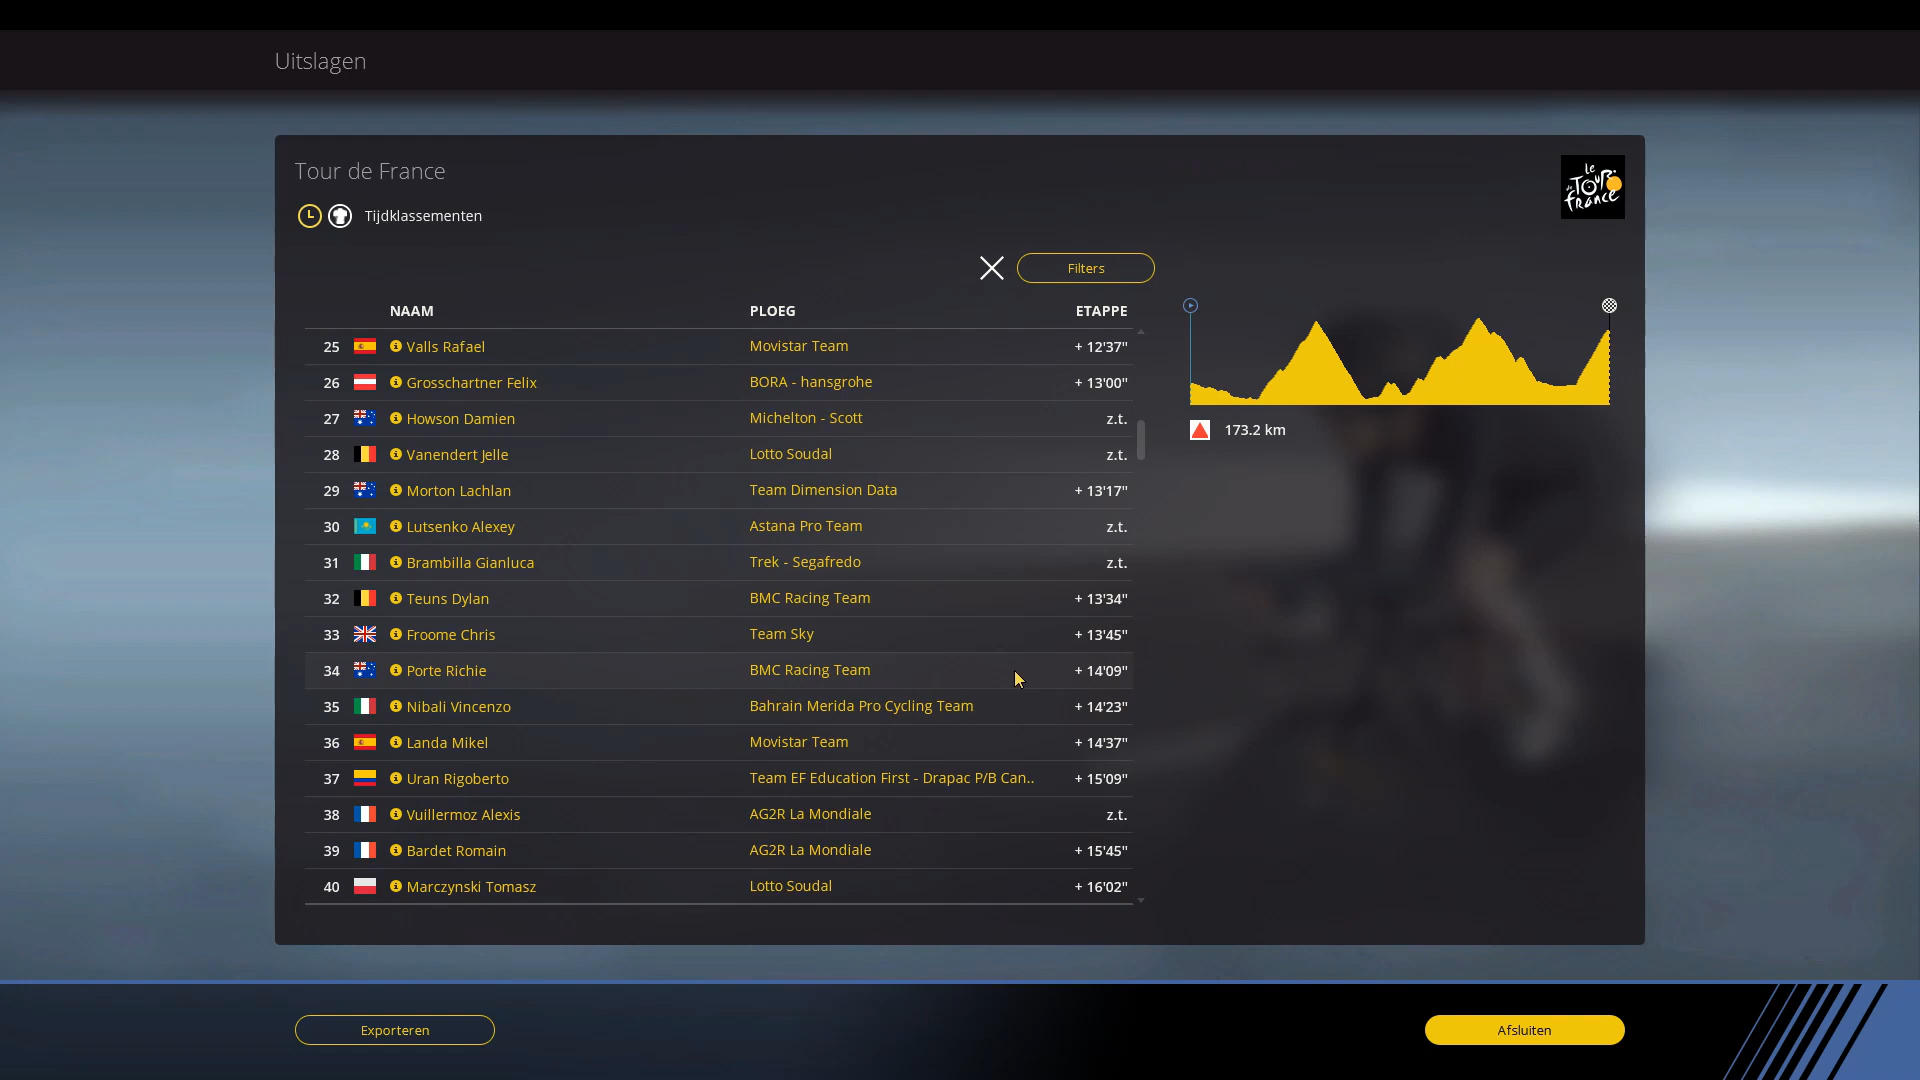 Uitslagen
Tour de France
le Tour de france
Tijdklassementen
Filters
NAAM PLOEG ETAPPE
25 Valls Rafael Movistar Team + 12'37''
26 Grosschartner Felix BORA - hansgrohe + 13'00''
27 Howson Damien Michelton - Scott z.t.
28 Vanendert Jelle Lotto Soudal z.t.
29 Morton Lachlan Team Dimension Data + 13'17''
30 Lutsenko Alexey Astana Pro Team z.t.
31 Brambilla Gianluca Trek - Segafredo z.t.
32 Teuns Dylan BMC Racing Team + 13'34''
33 Froome Chris Team Sky + 13'45''
34 Porte Richie BMC Racing Team + 14'09''
35 Nibali Vincenzo Bahrain Merida Pro Cycling Team + 14'23''
36 Landa Mikel Movistar Team + 14'37''
37 Uran Rigoberto Team EF Education First - Drapac P/B Can.. + 15'09''
38 Vuillermoz Alexis AG2R La Mondiale z.t.
39 Bardet Romain AG2R La Mondiale + 15'45''
40 Marczynski Tomasz Lotto Soudal + 16'02''
173.2 km
Exporteren
Afsluiten